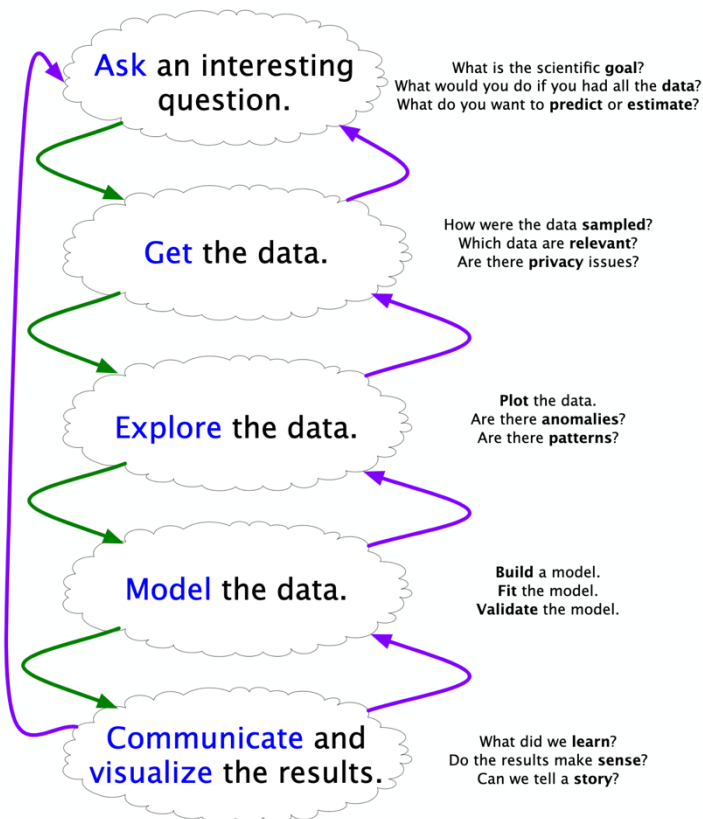 Ask an interesting
question.
What is the scientific goal?
What would you do if you had all the data?
What do you want to predict or estimate?
Get the data.
How were the data sampled?
Which data are relevant?
Are there privacy issues?
Explore the data.
Plot the data.
Are there anomalies?
Are there patterns?
Model the data.
Build a model.
Fit the model.
Validate the model.
Communicate and
visualize the results.
What did we learn?
Do the results make sense?
Can we tell a story?